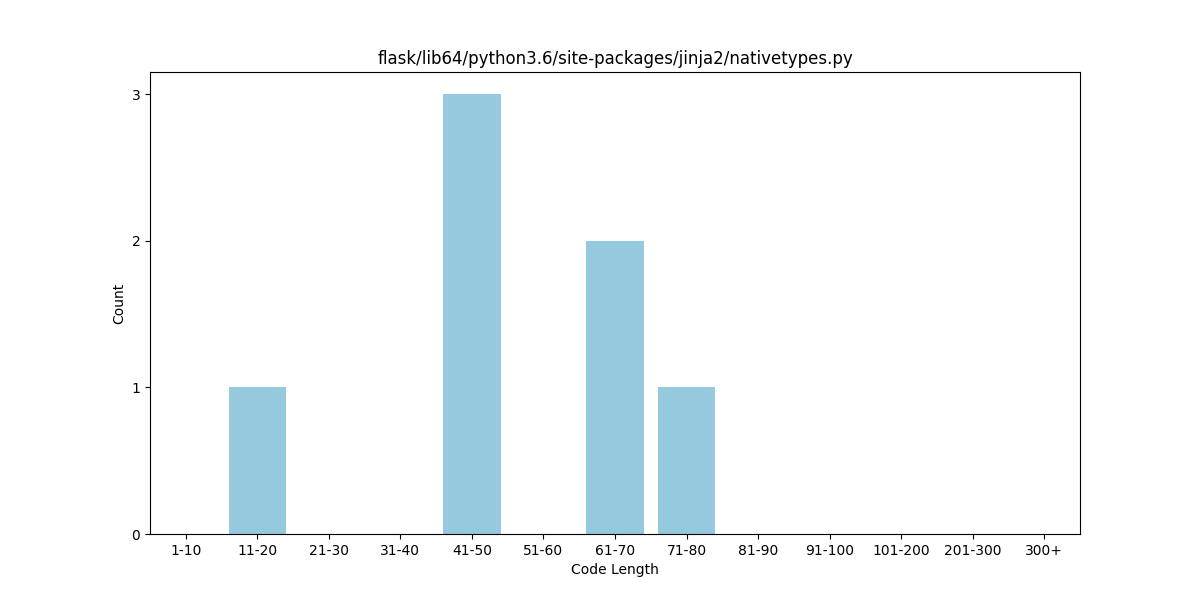 flask/lib64/python3.6/site-packages/jinja2/nativetypes.py
3
2
1
0
Count
1-10 11-20 21-30 31-40 41-50 51-60 61-70 71-80 81-90 91-100 101-200 201-300 300+
Code Length